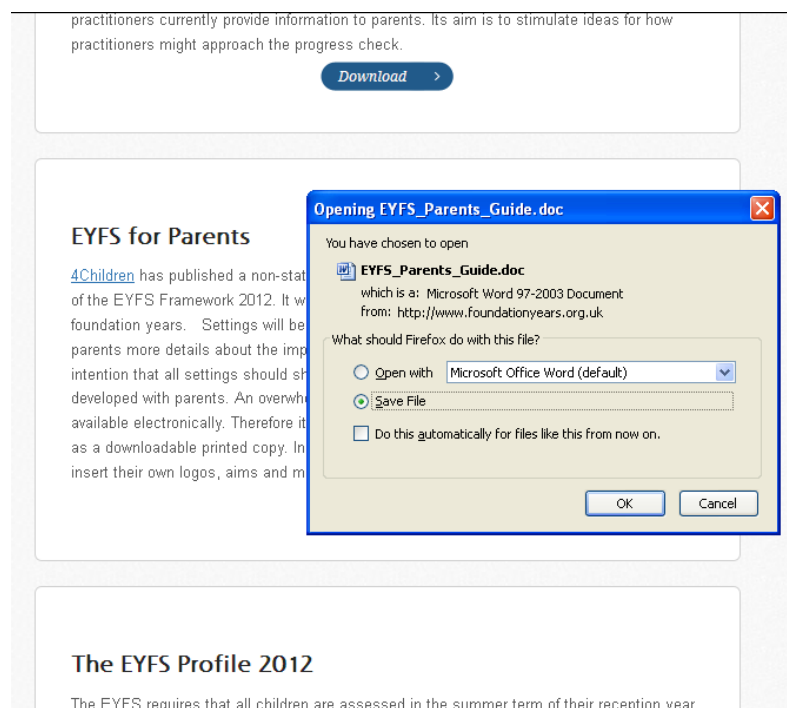 practitioners currently provide information to parents. Its aim is to stimulate ideas for how
practitioners might approach the progress check.
Download
EYFS for Parents
4Children has published a non-stat
of the EYFS Framework 2012. It w
foundation years. Settings will be
parents more details about the imp
intention that all settings should sh
developed with parents. An overwh
available electronically. Therefore it
as a downloadable printed copy. In
insert their own logos, aims and m
Opening EYFS_Parents_Guide.doc
You have chosen to open
EYFS_Parents_Guide.doc
which is a: Microsoft Word 97-2003 Document
from: http://www.foundationyears.org.uk
What should Firefox do with this file?
Open with Microsoft Office Word (default)
Save File
Do this automatically for files like this from now on.
OK Cancel
The EYFS Profile 2012
The EYFS requires that all children are assessed in the summer term of their reception year